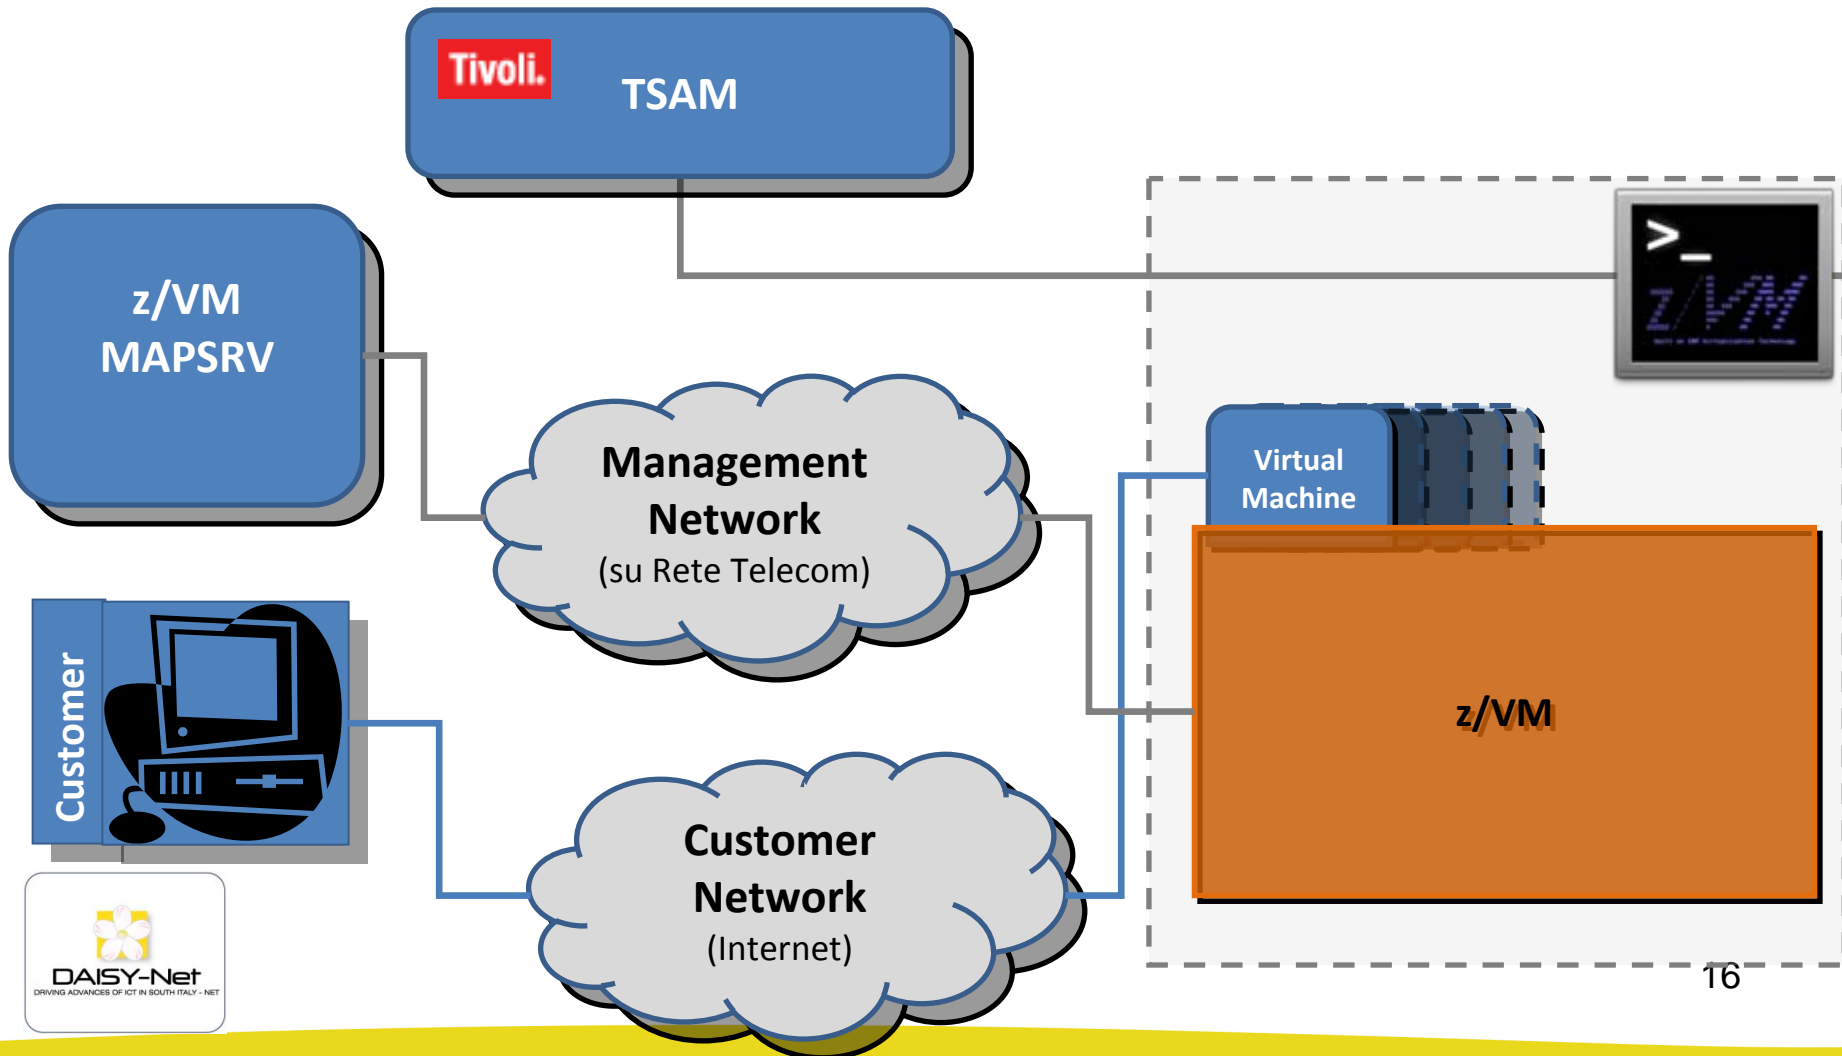 Tivoli.
TSAM
>_
z/VM
z/VM
MAPSRV
Management
Network
(su Rete Telecom)
Virtual
Machine
Customer
z/VM
Customer
Network
(Internet)
DAISY-Net
DRIVING ADVANCES OF ICT IN SOUTH ITALY - NET
16